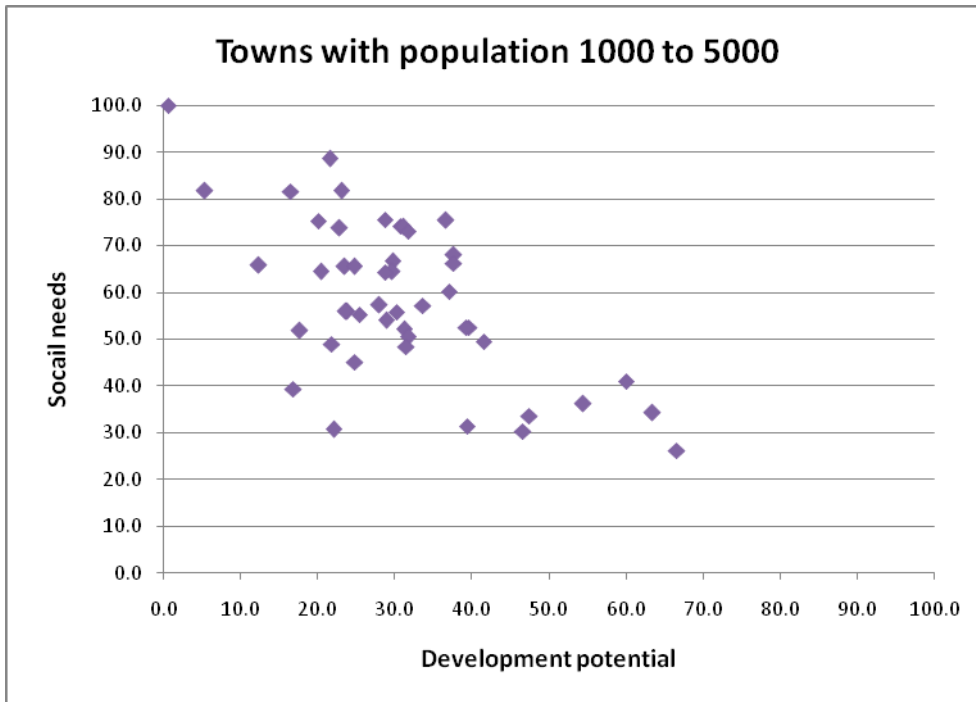 Towns with population 1000 to 5000
Socail needs
100.0
90.0
80.0
70.0
60.0
50.0
40.0
30.0
20.0
10.0
0.0
0.0 10.0 20.0 30.0 40.0 50.0 60.0 70.0 80.0 90.0 100.0
Development potential